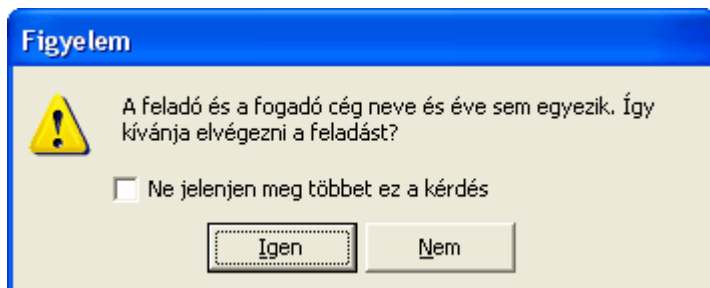 Figyelem
A feladó és a fogadó cég neve és éve sem egyezik. Így
kívánja elvégezni a feladást?
Ne jelenjen meg többet ez a kérdés
Igen
Nem